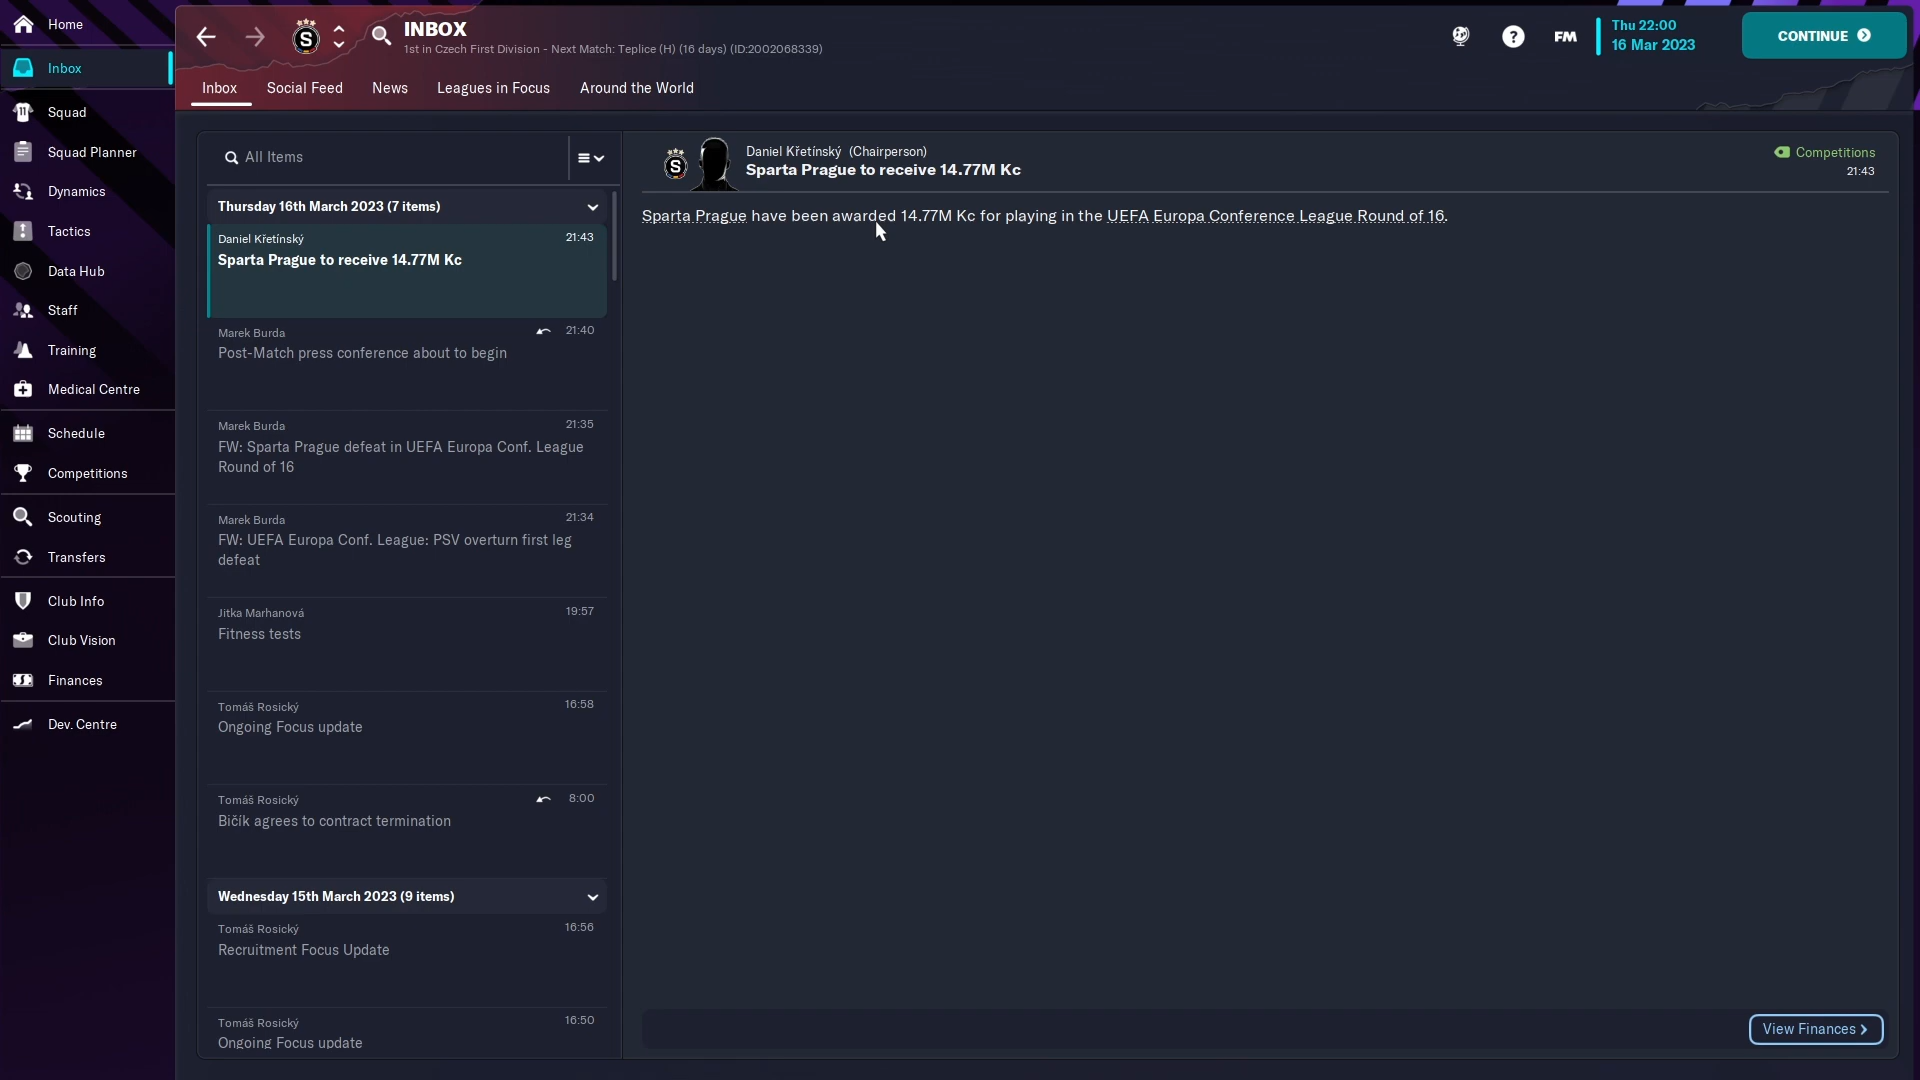 Home
Inbox
Squad
Squad Planner
Dynamics
Tactics
Data Hub
Staff
Training
Medical Centre
Schedule
Competitions
Scouting
Transfers
Club Info
Club Vision
Finances
Dev. Centre
INBOX
1st in Czech First Division - Next Match: Teplice (H) (16 days) (ID:2002068339)
FM
Thu 22:00
16 Mar 2023
CONTINUE
Inbox
Social Feed
News
Leagues in Focus
Around the World
All Items
Thursday 16th March 2023 (7 items)
Daniel Křetínský
21:43
Sparta Prague to receive 14.77M Kc
Marek Burda
21:40
Post-Match press conference about to begin
Marek Burda
21:35
FW: Sparta Prague defeat in UEFA Europa Conf. League
Round of 16
Marek Burda
21:34
FW: UEFA Europa Conf. League: PSV overturn first leg
defeat
Jitka Marhanová
19:57
Fitness tests
Tomáš Rosický
16:58
Ongoing Focus update
Tomáš Rosický
8:00
Bičík agrees to contract termination
Wednesday 15th March 2023 (9 items)
Tomáš Rosický
16:56
Recruitment Focus Update
Tomáš Rosický
16:50
Ongoing Focus update
S
Daniel Křetínský (Chairperson)
Sparta Prague to receive 14.77M Kc
Competitions
21:43
Sparta Prague have been awarded 14.77M Kc for playing in the UEFA Europa Conference League Round of 16.
View Finances